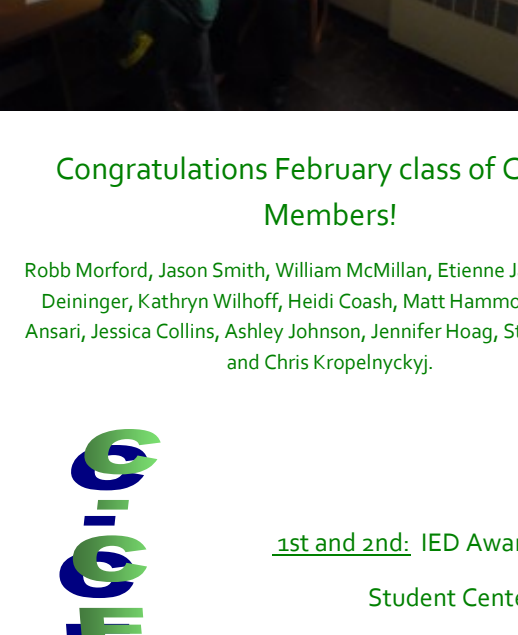 Congratulations February class of C
Members!
Robb Morford, Jason Smith, William McMillan, Etienne J
Deininger, Kathryn Wilhoff, Heidi Coash, Matt Hammo
Ansari, Jessica Collins, Ashley Johnson, Jennifer Hoag, St
and Chris Kropelnyckyj.
C-CE
1st and 2nd: IED Awar
Student Cente